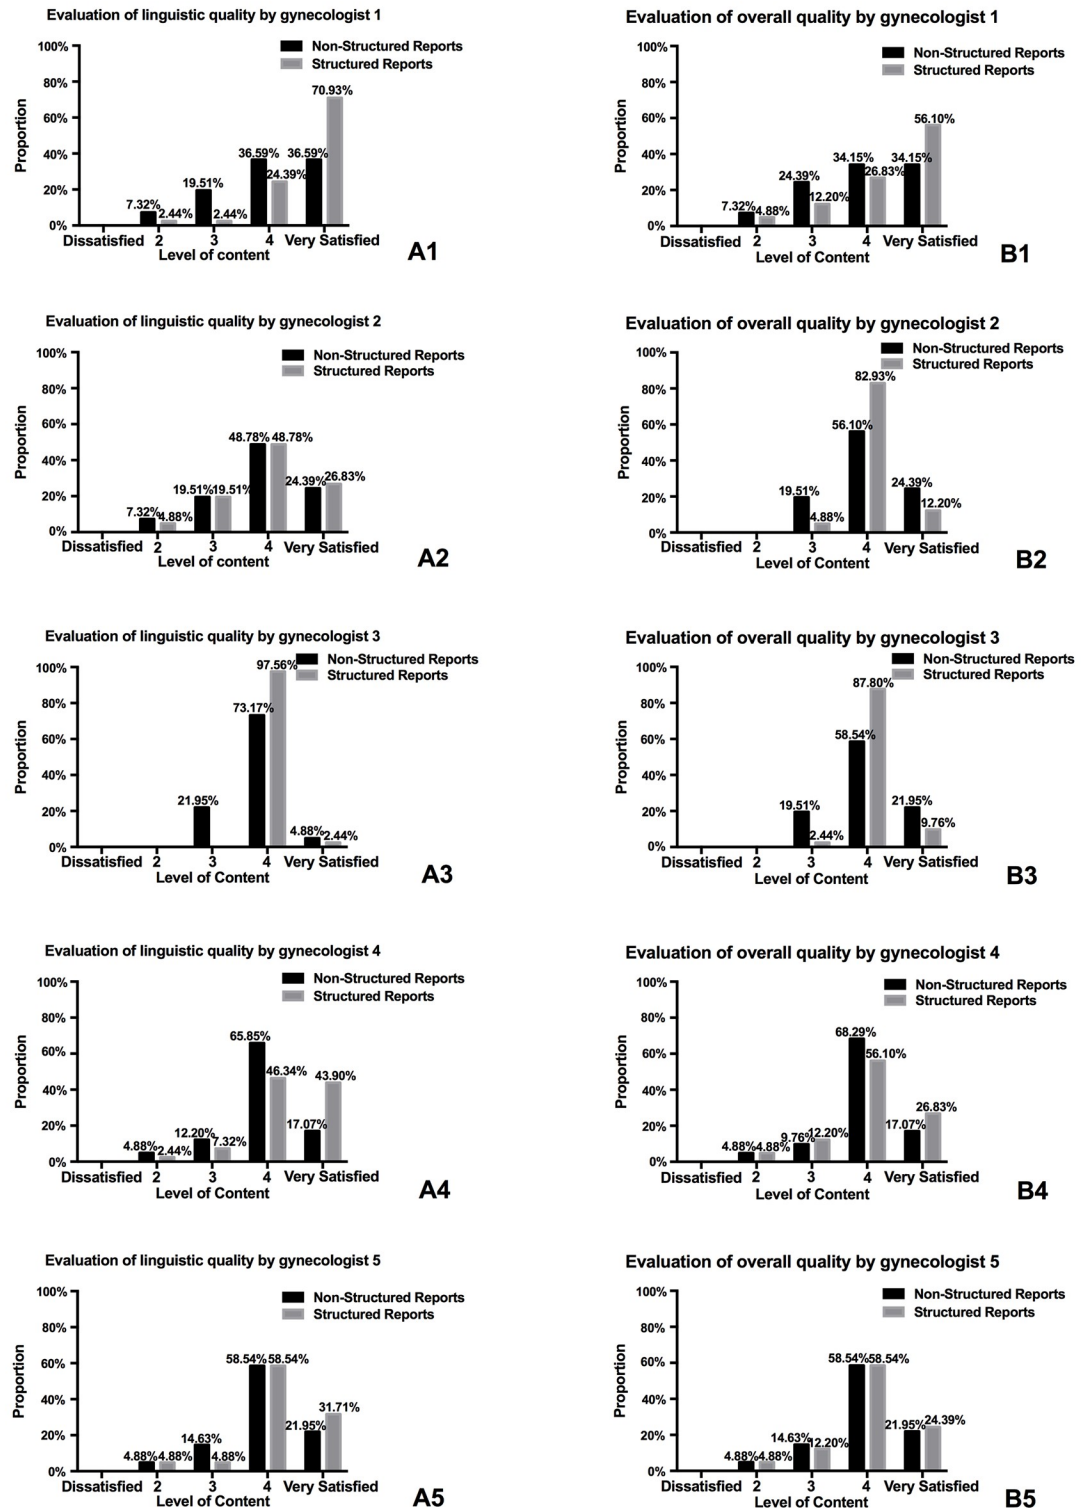 Evaluation of linguistic quality by gynecologist 1
Non-Structured Reports
Structured Reports
Proportion
100%
80%
60%
40%
20%
0%
7.32%
2.44%
19.51%
2.44%
36.59%
24.39%
36.59%
70.93%
Dissatisfied 2 3 4 Very Satisfied
Level of content
A1
Evaluation of overall quality by gynecologist 1
Non-Structured Reports
Structured Reports
Proportion
100%
80%
60%
40%
20%
0%
7.32%
4.88%
24.39%
12.20%
34.15%
26.83%
34.15%
56.10%
Dissatisfied 2 3 4 Very Satisfied
Level of Content
B1
Evaluation of linguistic quality by gynecologist 2
Non-Structured Reports
Structured Reports
Proportion
100%
80%
60%
40%
20%
0%
7.32%
4.88%
19.51%
19.51%
48.78%
48.78%
24.39%
26.83%
Dissatisfied 2 3 4 Very Satisfied
Level of content
A2
Evaluation of overall quality by gynecologist 2
Non-Structured Reports
Structured Reports
Proportion
100%
80%
60%
40%
20%
0%
19.51%
4.88%
56.10%
82.93%
24.39%
12.20%
Dissatisfied 2 3 4 Very Satisfied
Level of Content
B2
Evaluation of linguistic quality by gynecologist 3
Non-Structured Reports
Structured Reports
Proportion
100%
80%
60%
40%
20%
0%
21.95%
73.17%
97.56%
4.88%
2.44%
Dissatisfied 2 3 4 Very Satisfied
Level of Content
A3
Evaluation of overall quality by gynecologist 3
Non-Structured Reports
Structured Reports
Proportion
100%
80%
60%
40%
20%
0%
19.51%
2.44%
58.54%
87.80%
21.95%
9.76%
Dissatisfied 2 3 4 Very Satisfied
Level of Content
B3
Evaluation of linguistic quality by gynecologist 4
Non-Structured Reports
Structured Reports
Proportion
100%
80%
60%
40%
20%
0%
4.88%
2.44%
12.20%
7.32%
65.85%
46.34%
17.07%
43.90%
Dissatisfied 2 3 4 Very Satisfied
Level of Content
A4
Evaluation of overall quality by gynecologist 4
Non-Structured Reports
Structured Reports
Proportion
100%
80%
60%
40%
20%
0%
4.88%
4.88%
9.76%
12.20%
68.29%
56.10%
17.07%
26.83%
Dissatisfied 2 3 4 Very Satisfied
Level of Content
B4
Evaluation of linguistic quality by gynecologist 5
Non-Structured Reports
Structured Reports
Proportion
100%
80%
60%
40%
20%
0%
4.88%
4.88%
14.63%
4.88%
58.54%
58.54%
21.95%
31.71%
Dissatisfied 2 3 4 Very Satisfied
Level of Content
A5
Evaluation of overall quality by gynecologist 5
Non-Structured Reports
Structured Reports
Proportion
100%
80%
60%
40%
20%
0%
4.88%
4.88%
14.63%
12.20%
58.54%
58.54%
21.95%
24.39%
Dissatisfied 2 3 4 Very Satisfied
Level of Content
B5